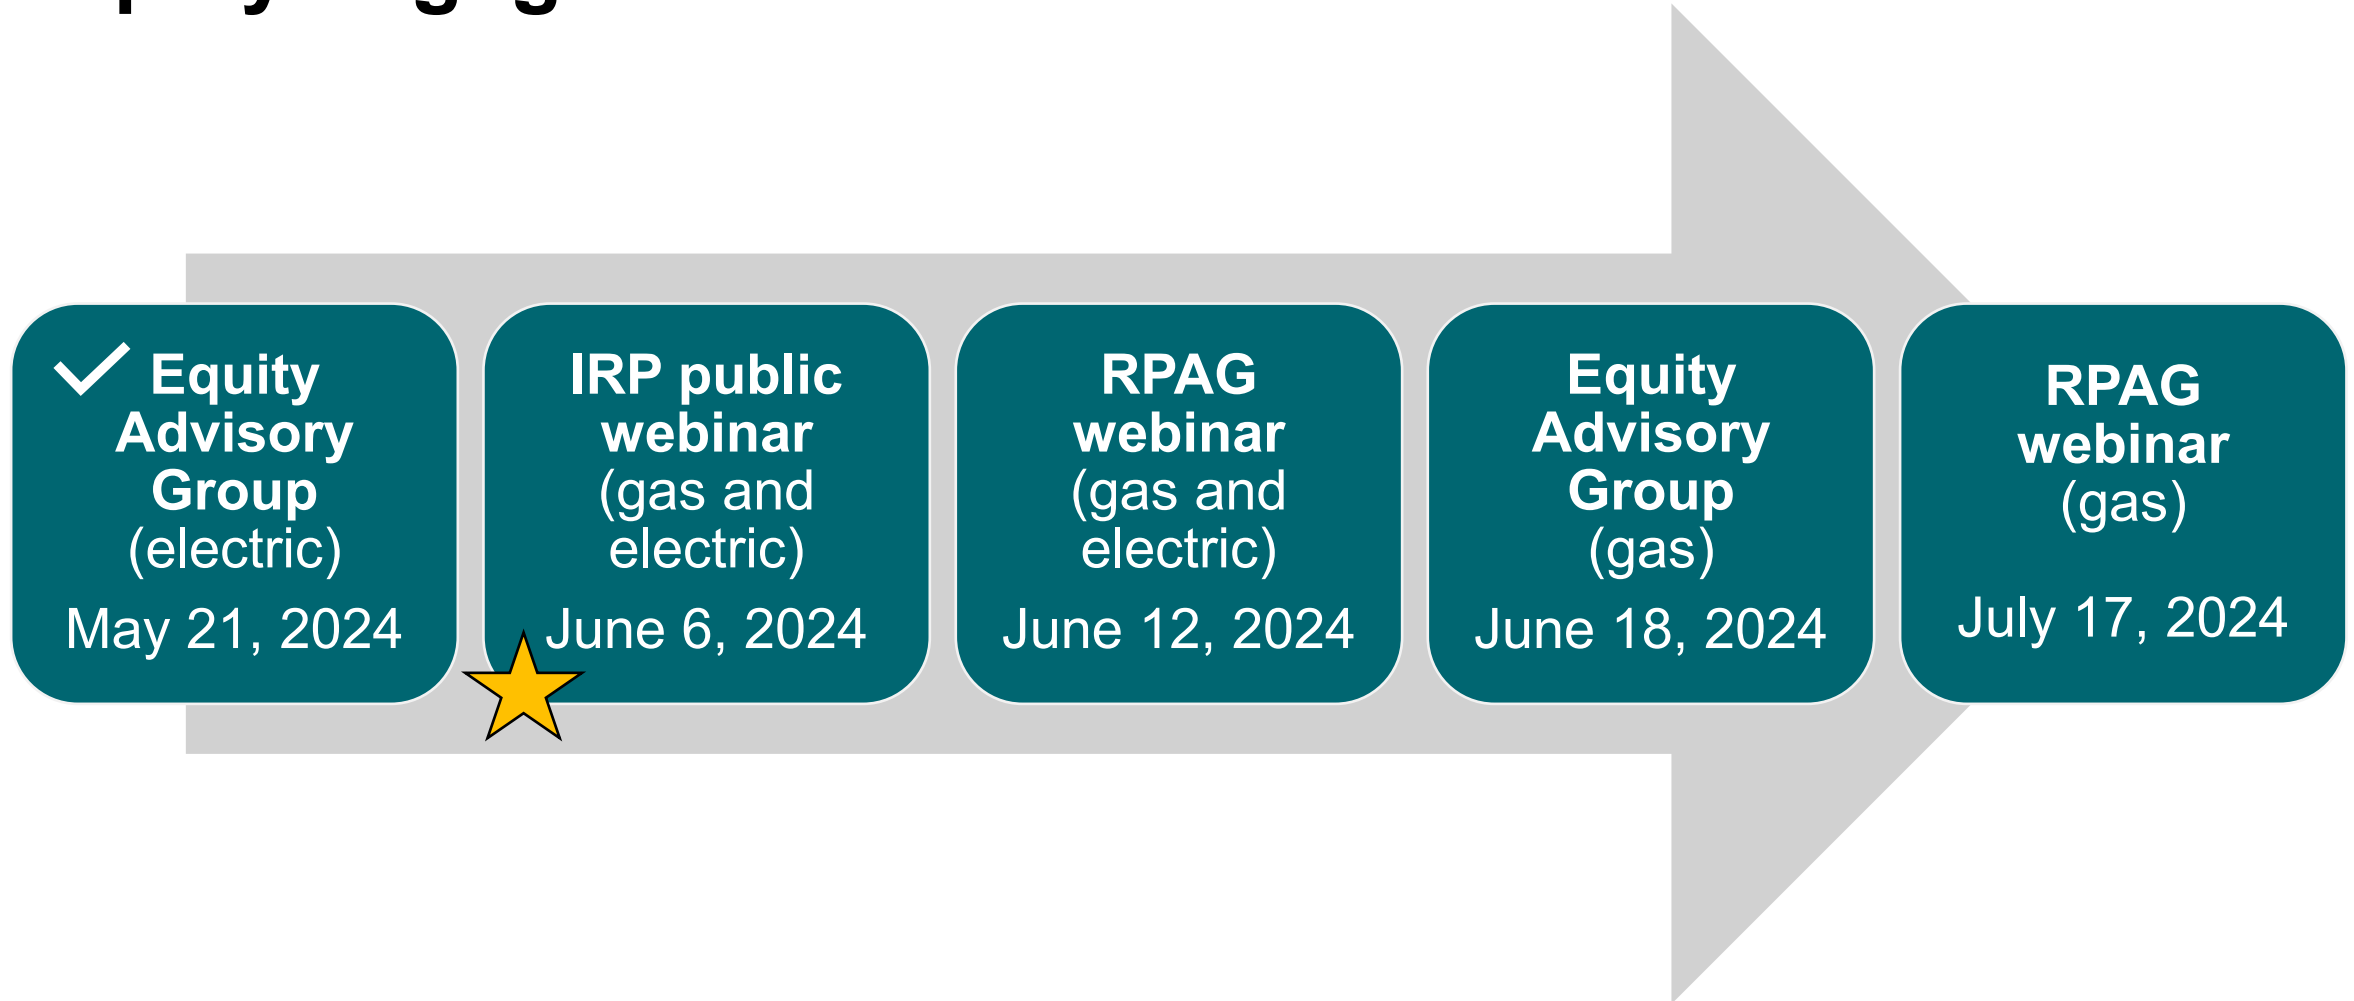 Equity
Advisory
Group
(electric)
May 21, 2024
IRP public
webinar
(gas and
electric)
June 6, 2024
RPAG
webinar
(gas and
electric)
June 12, 2024
Equity
Advisory
Group
(gas)
June 18, 2024
RPAG
webinar
(gas)
July 17, 2024